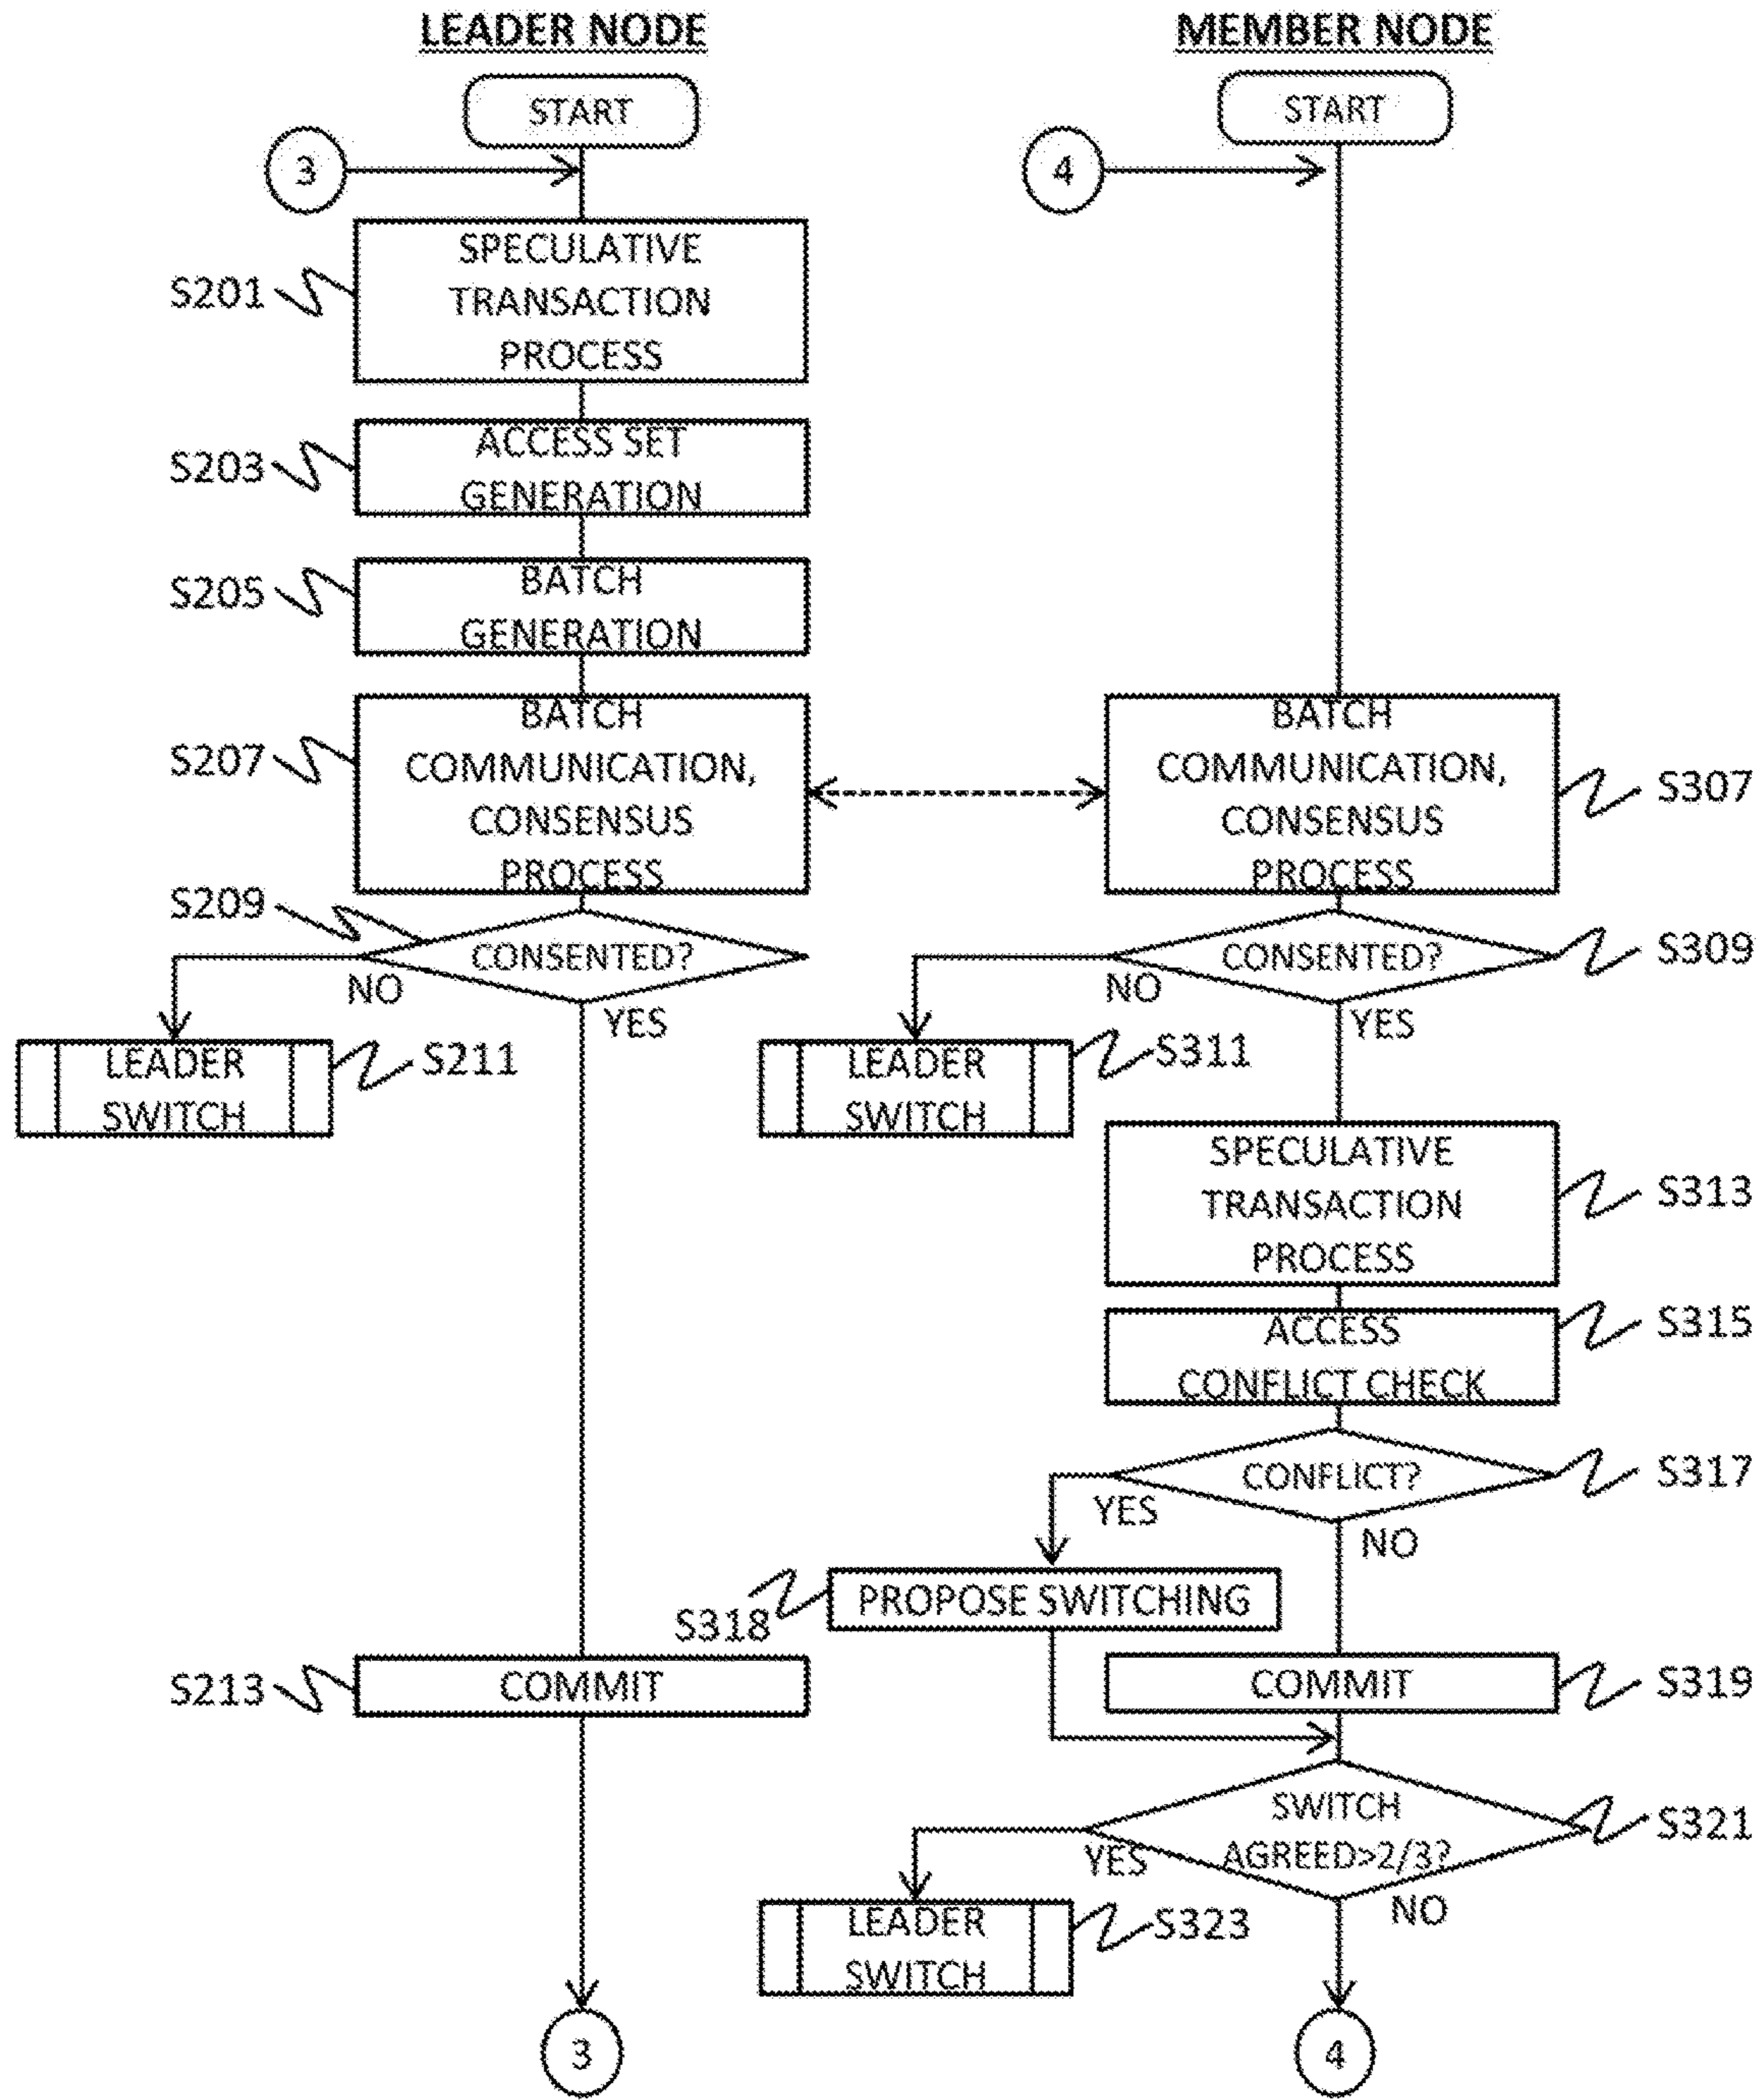 LEADER NODE
START
3
S201
SPECULATIVE
TRANSACTION
PROCESS
S203
ACCESS SET
GENERATION
S205
BATCH
GENERATION
S207
BATCH
COMMUNICATION,
CONSENSUS
PROCESS
S209
CONSENTED?
NO
YES
LEADER
SWITCH
S211
S213
COMMIT
3
MEMBER NODE
START
4
BATCH
COMMUNICATION,
CONSENSUS
PROCESS
S307
CONSENTED?
S309
NO
YES
LEADER
SWITCH
S311
SPECULATIVE
TRANSACTION
PROCESS
S313
ACCESS
CONFLICT CHECK
S315
CONFLICT?
S317
YES
NO
S318
PROPOSE SWITCHING
COMMIT
S319
SWITCH
AGREED>2/3?
S321
YES
NO
LEADER
SWITCH
S323
4